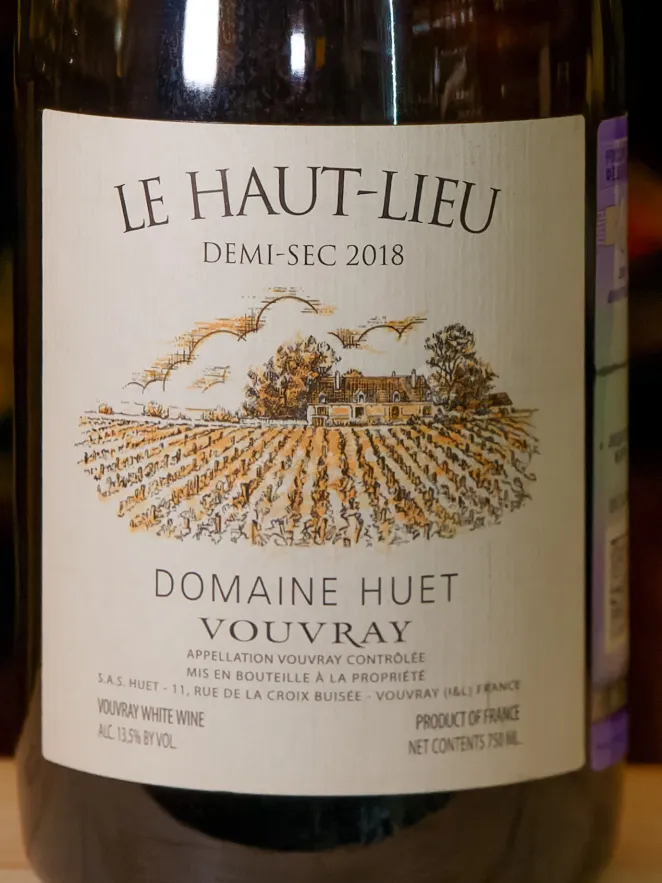 LE HAUT-LIEU
DEMI-SEC 2018
DOMAINE HUET
VOUVRAY
APPELLATION VOUVRAY CONTRÔLÉE
MIS EN BOUTEILLE À LA PROPRIÉTÉ
S.A.S. HUET - 11, RUE DE LA CROIX BUISÉE - VOUVRAY (I&L) FRANCE
VOUVRAY WHITE WINE
ALC. 13.5% BY VOL.
PRODUCT OF FRANCE
NET CONTENTS 750 ML.